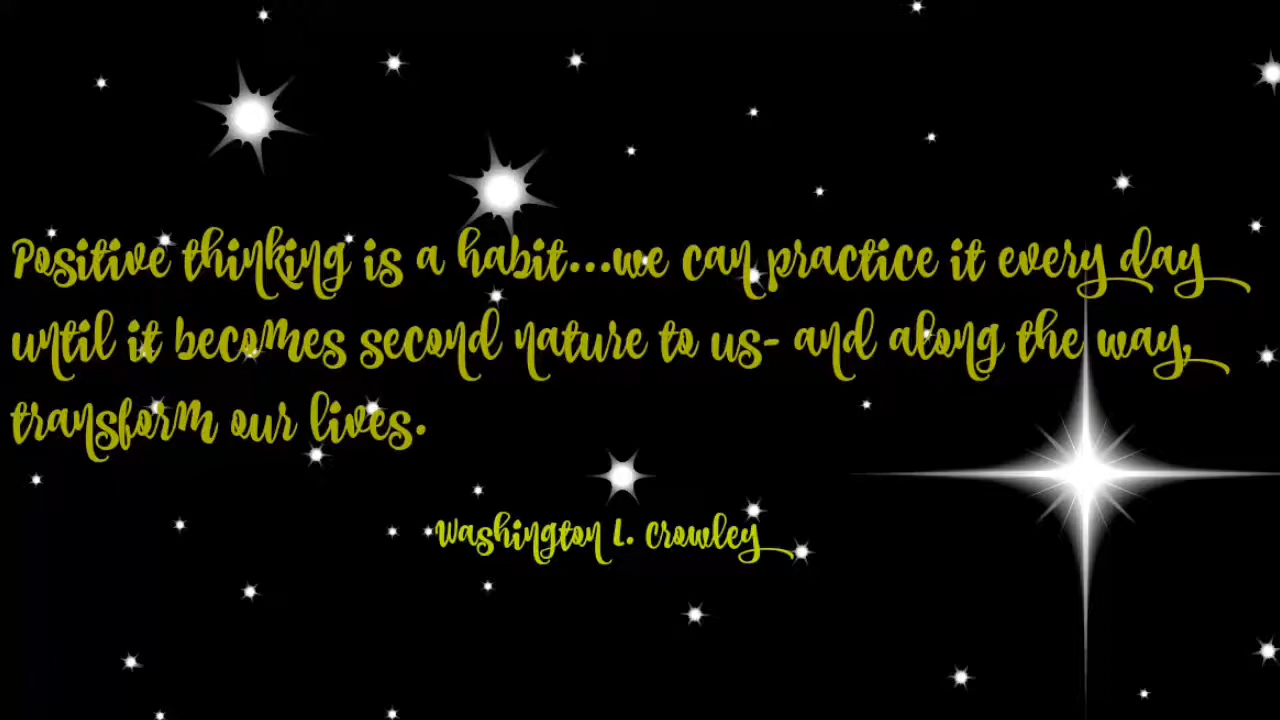 Positive thinking is a habit...we can practice it every day
until it becomes second nature to us- and along the way,
transform our lives.
Washington L. Crowley